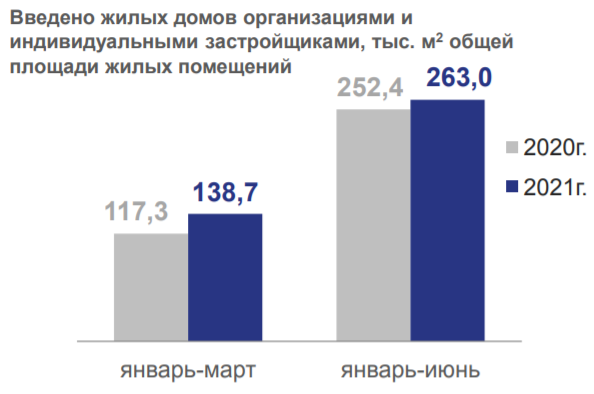 Введено жилых домов организациями и
индивидуальными застройщиками, тыс. м² общей
площади жилых помещений
252,4
263,0
117,3
138,7
2020г.
2021г.
январь-март
январь-июнь